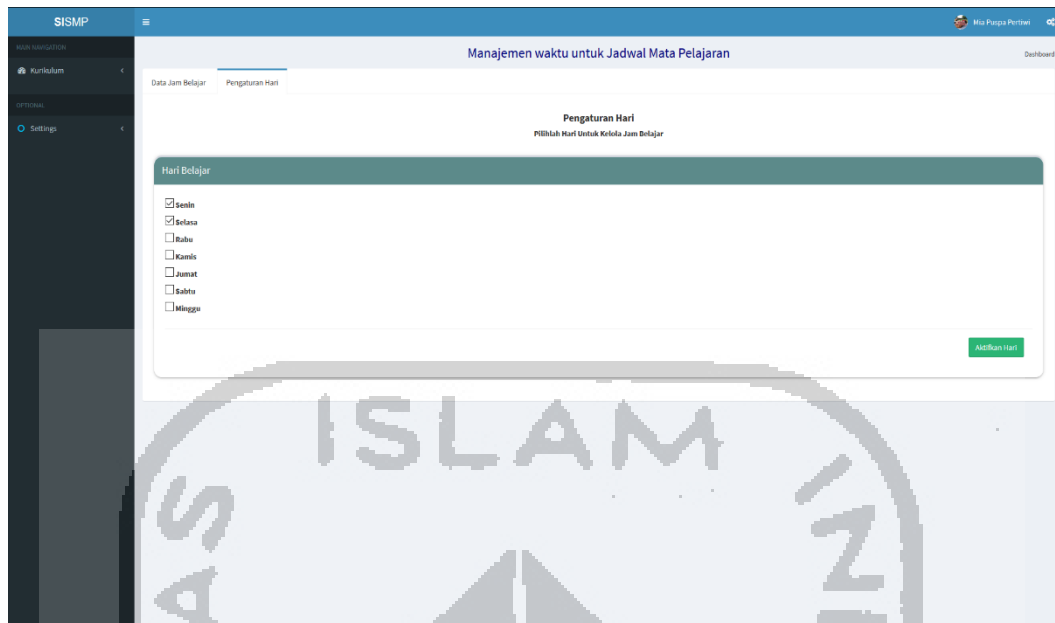 SISMP
Mia Puspa Pertiwi
MAIN NAVIGATION
Kurikulum
OPTIONAL
Settings
Manajemen waktu untuk Jadwal Mata Pelajaran
Dashboard
Data Jam Belajar
Pengaturan Hari
Pengaturan Hari
Pilihlah Hari Untuk Kelola Jam Belajar
Hari Belajar
Senin
Selasa
Rabu
Kamis
Jumat
Sabtu
Minggu
Aktifkan Hari
ISLAM